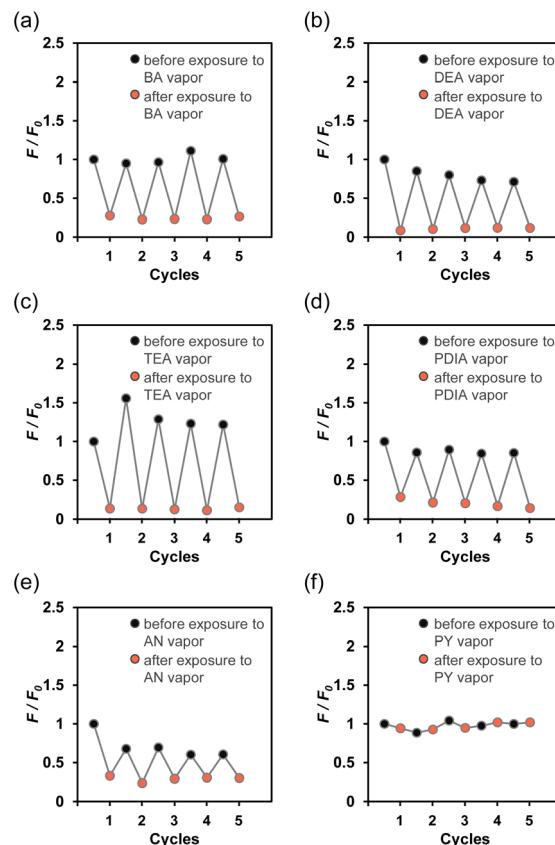 (a)
2.5
2
1.5
1
0.5
0
F / F0
before exposure to
BA vapor
after exposure to
BA vapor
1 2 3 4 5
Cycles
(b)
2.5
2
1.5
1
0.5
0
F / F0
before exposure to
DEA vapor
after exposure to
DEA vapor
1 2 3 4 5
Cycles
(c)
2.5
2
1.5
1
0.5
0
F / F0
before exposure to
TEA vapor
after exposure to
TEA vapor
1 2 3 4 5
Cycles
(d)
2.5
2
1.5
1
0.5
0
F / F0
before exposure to
PDIA vapor
after exposure to
PDIA vapor
1 2 3 4 5
Cycles
(e)
2.5
2
1.5
1
0.5
0
F / F0
before exposure to
AN vapor
after exposure to
AN vapor
1 2 3 4 5
Cycles
(f)
2.5
2
1.5
1
0.5
0
F / F0
before exposure to
PY vapor
after exposure to
PY vapor
1 2 3 4 5
Cycles